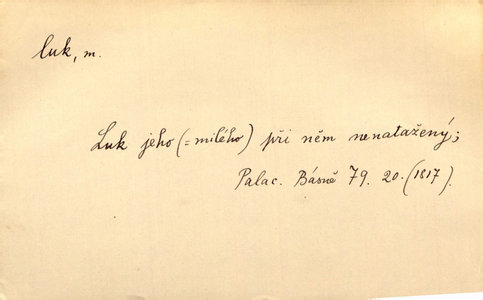 luk, m.
Luk jeho (= milého) při něm nenatažený;
Palac. Básně 79. 20. (1817).